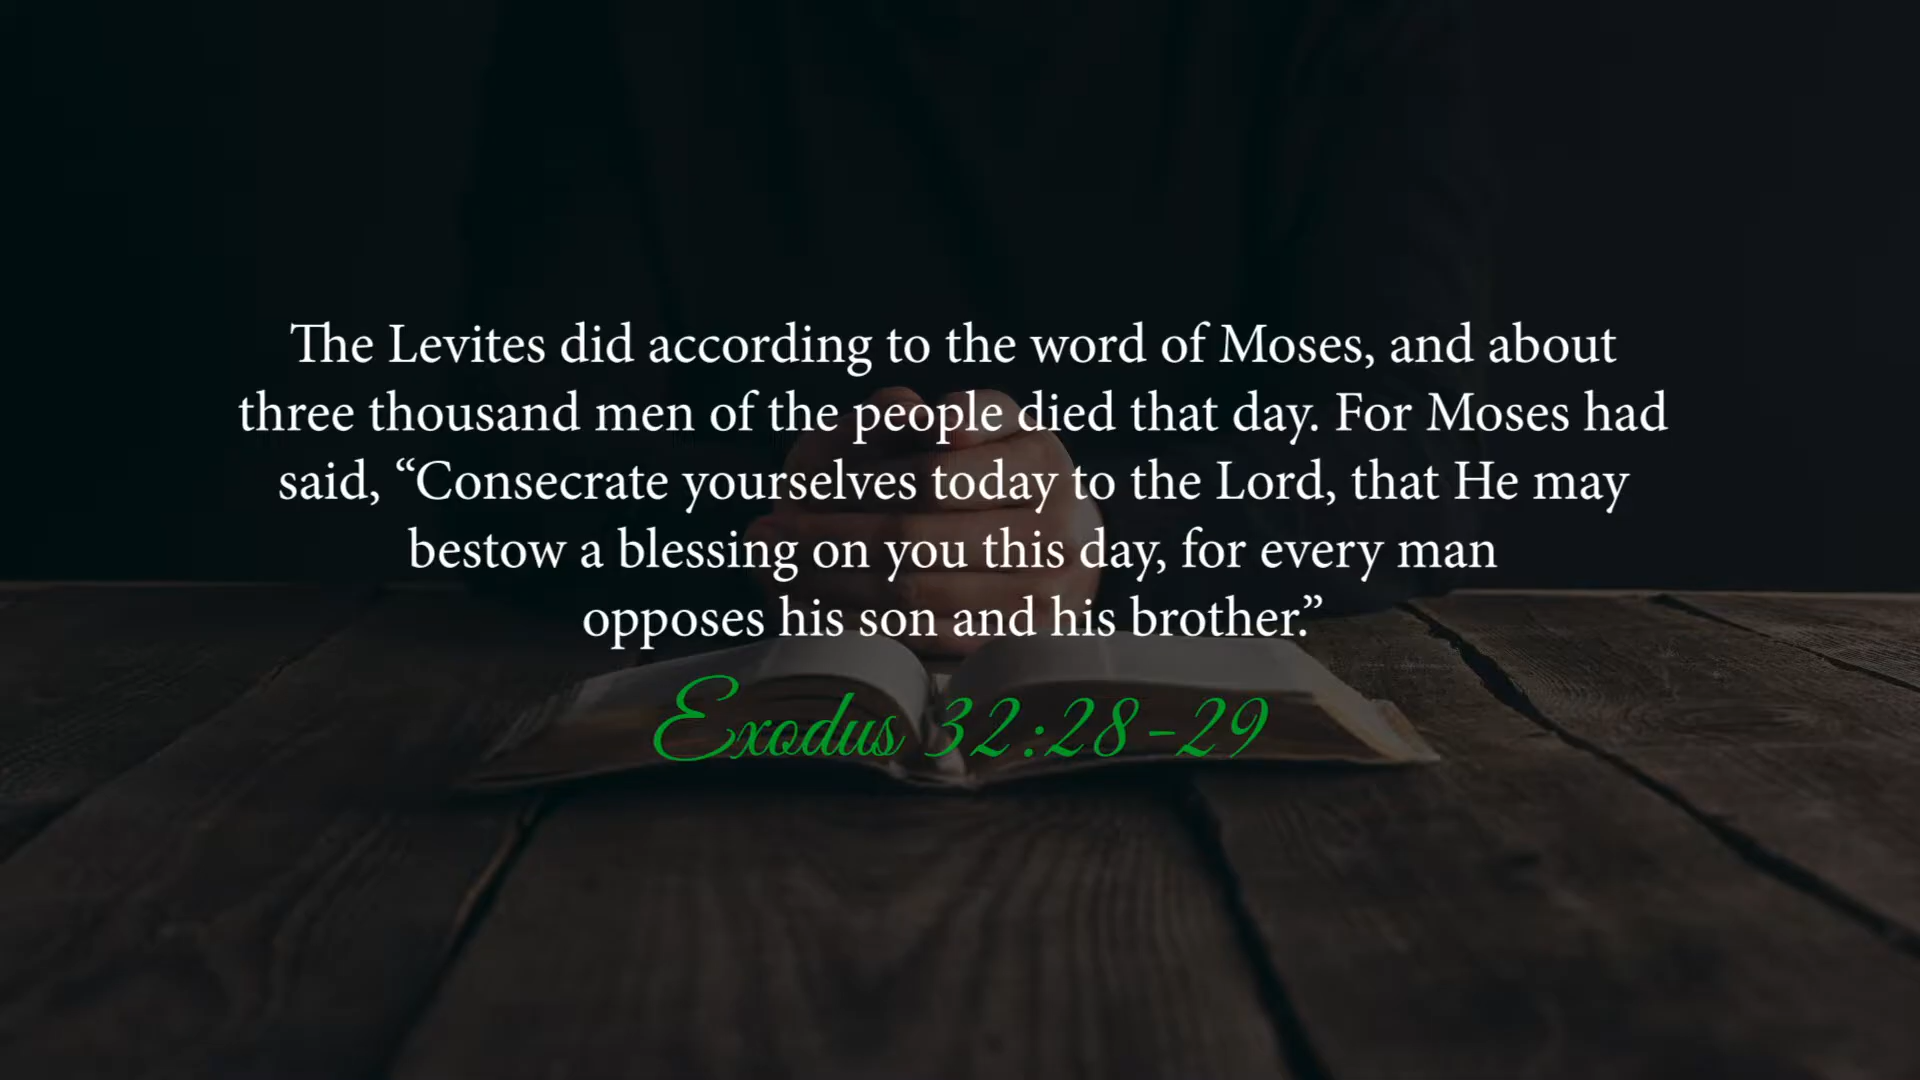 The Levites did according to the word of Moses, and about
three thousand men of the people died that day. For Moses had
said, “Consecrate yourselves today to the Lord, that He may
bestow a blessing on you this day, for every man
opposes his son and his brother.”
Exodus 32:28-29